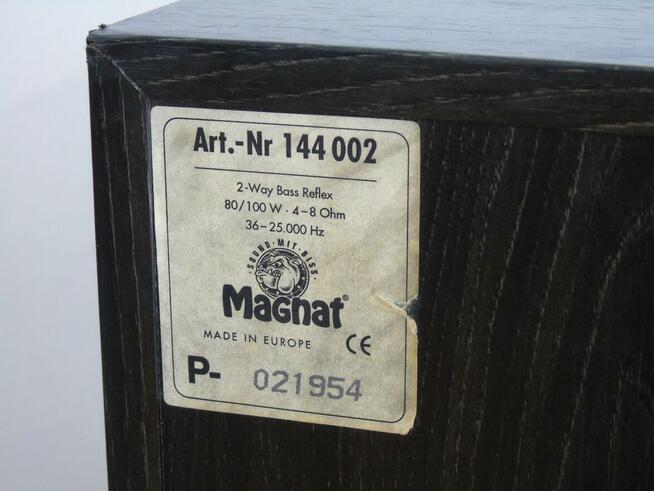 Art.-Nr 144 002
2-Way Bass Reflex
80/100 W · 4–8 Ohm
36–25.000 Hz
· SOUND · MIT · BISS ·
Magnat®
MADE IN EUROPE CE
P- 021954